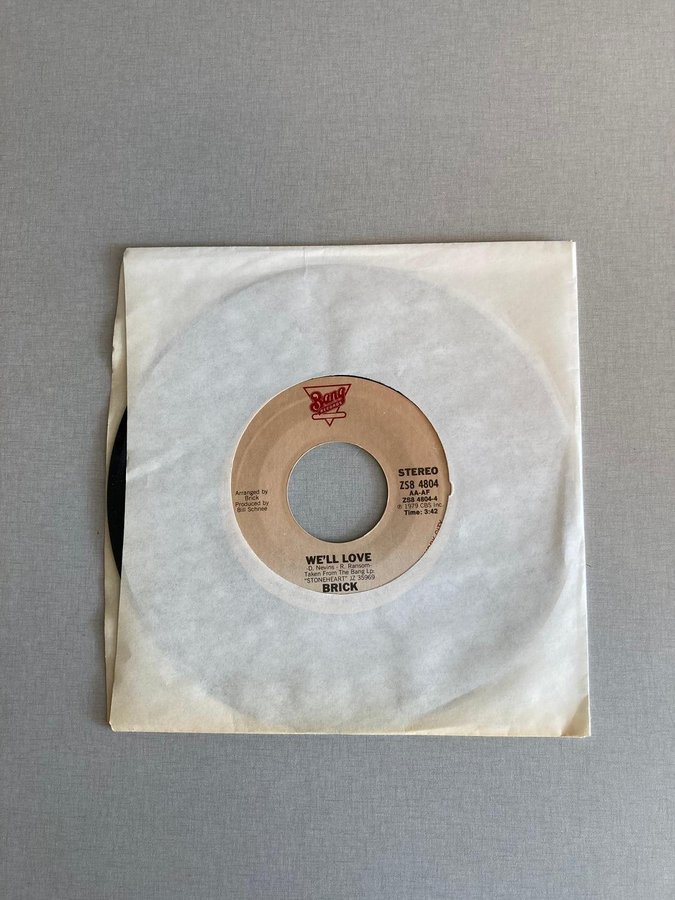 Bang
RECORDS
STEREO
ZS8 4804
AA-AF
ZS8 4804-4
℗ 1979 CBS Inc.
Time: 3:42
Arranged by
Brick
Produced by
Bill Schnee
WE'LL LOVE
-D. Nevins - R. Ransom-
Taken From The Bang Lp
"STONEHEART" JZ 35969
BRICK